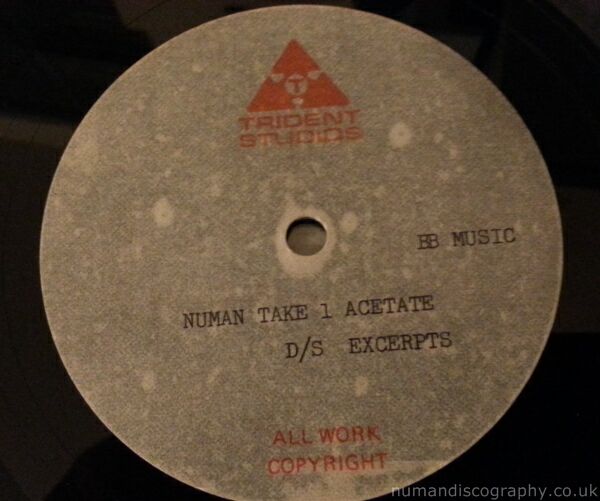 T
TRIDENT
STUDIOS
BB MUSIC
NUMAN TAKE 1 ACETATE
D/S EXCERPTS
ALL WORK
COPYRIGHT
numandiscography.co.uk